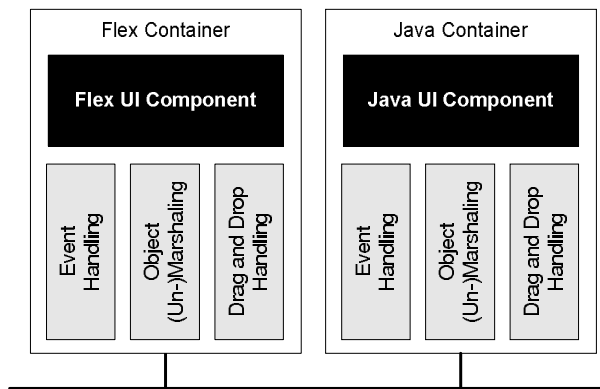 Flex Container
Flex UI Component
Event
Handling
Object
(Un-)Marshaling
Drag and Drop
Handling
Java Container
Java UI Component
Event
Handling
Object
(Un-)Marshaling
Drag and Drop
Handling